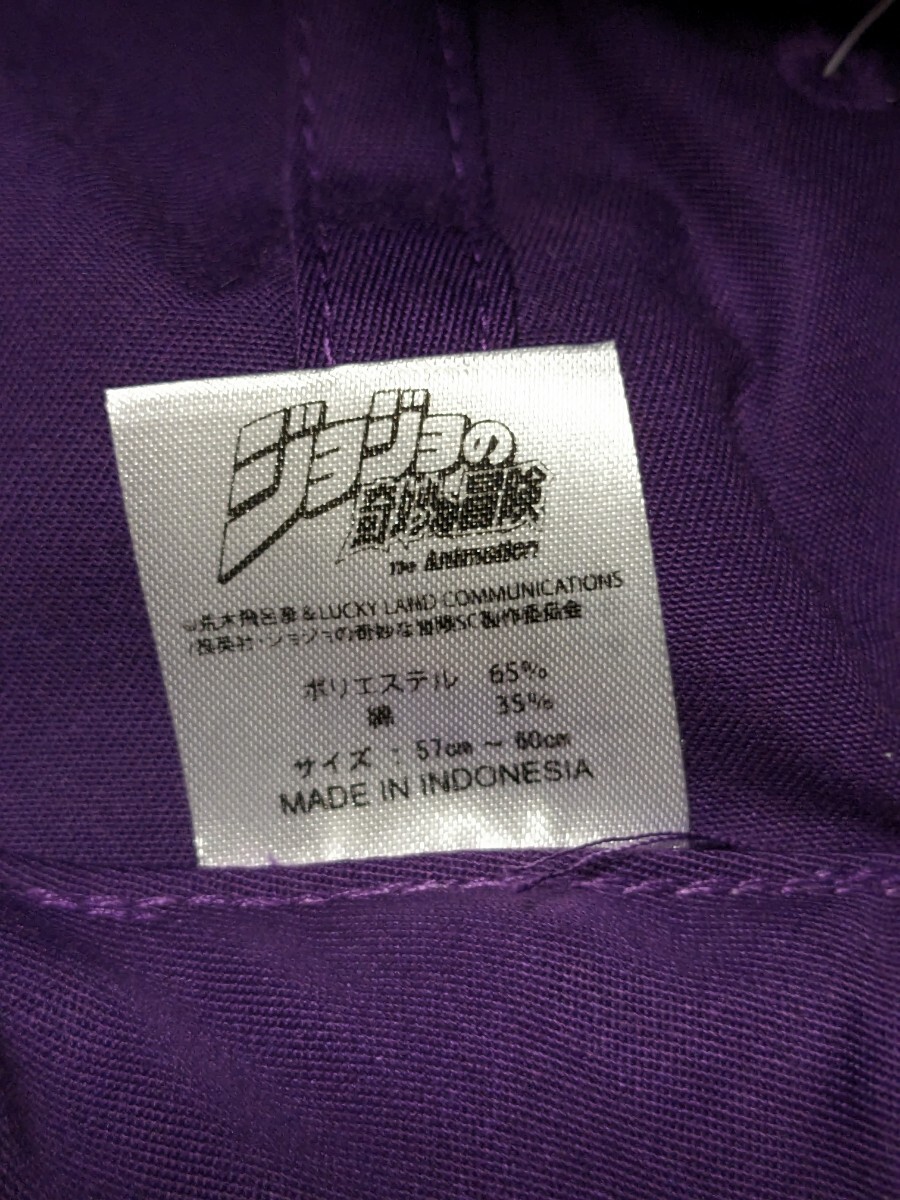 ジョジョの
奇妙な冒険
The Animation
©荒木飛呂彦&LUCKY LAND COMMUNICATIONS
/集英社・ジョジョの奇妙な冒険SC製作委員会
ポリエステル 65%
綿 35%
サイズ : 57cm ~ 60cm
MADE IN INDONESIA